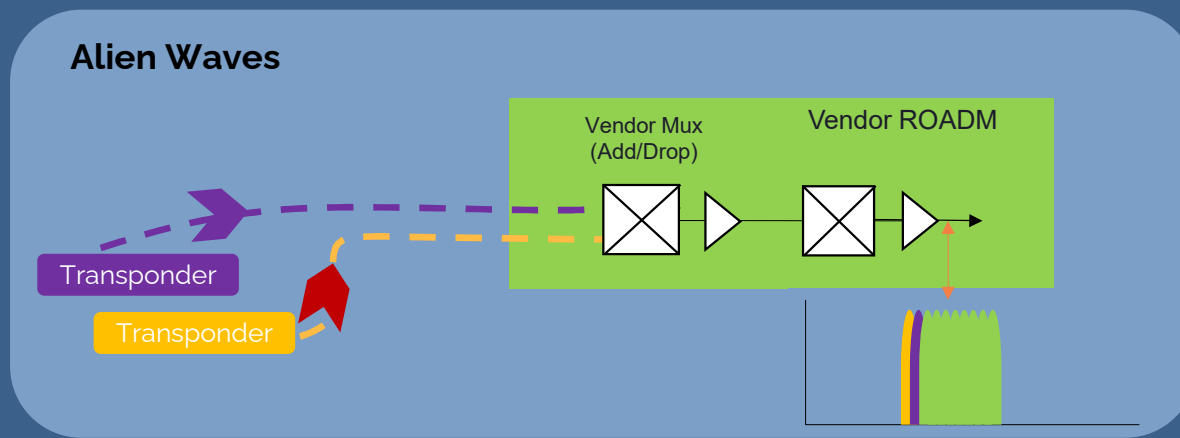 Alien Waves
Vendor Mux
(Add/Drop)
Vendor ROADM
Transponder
Transponder